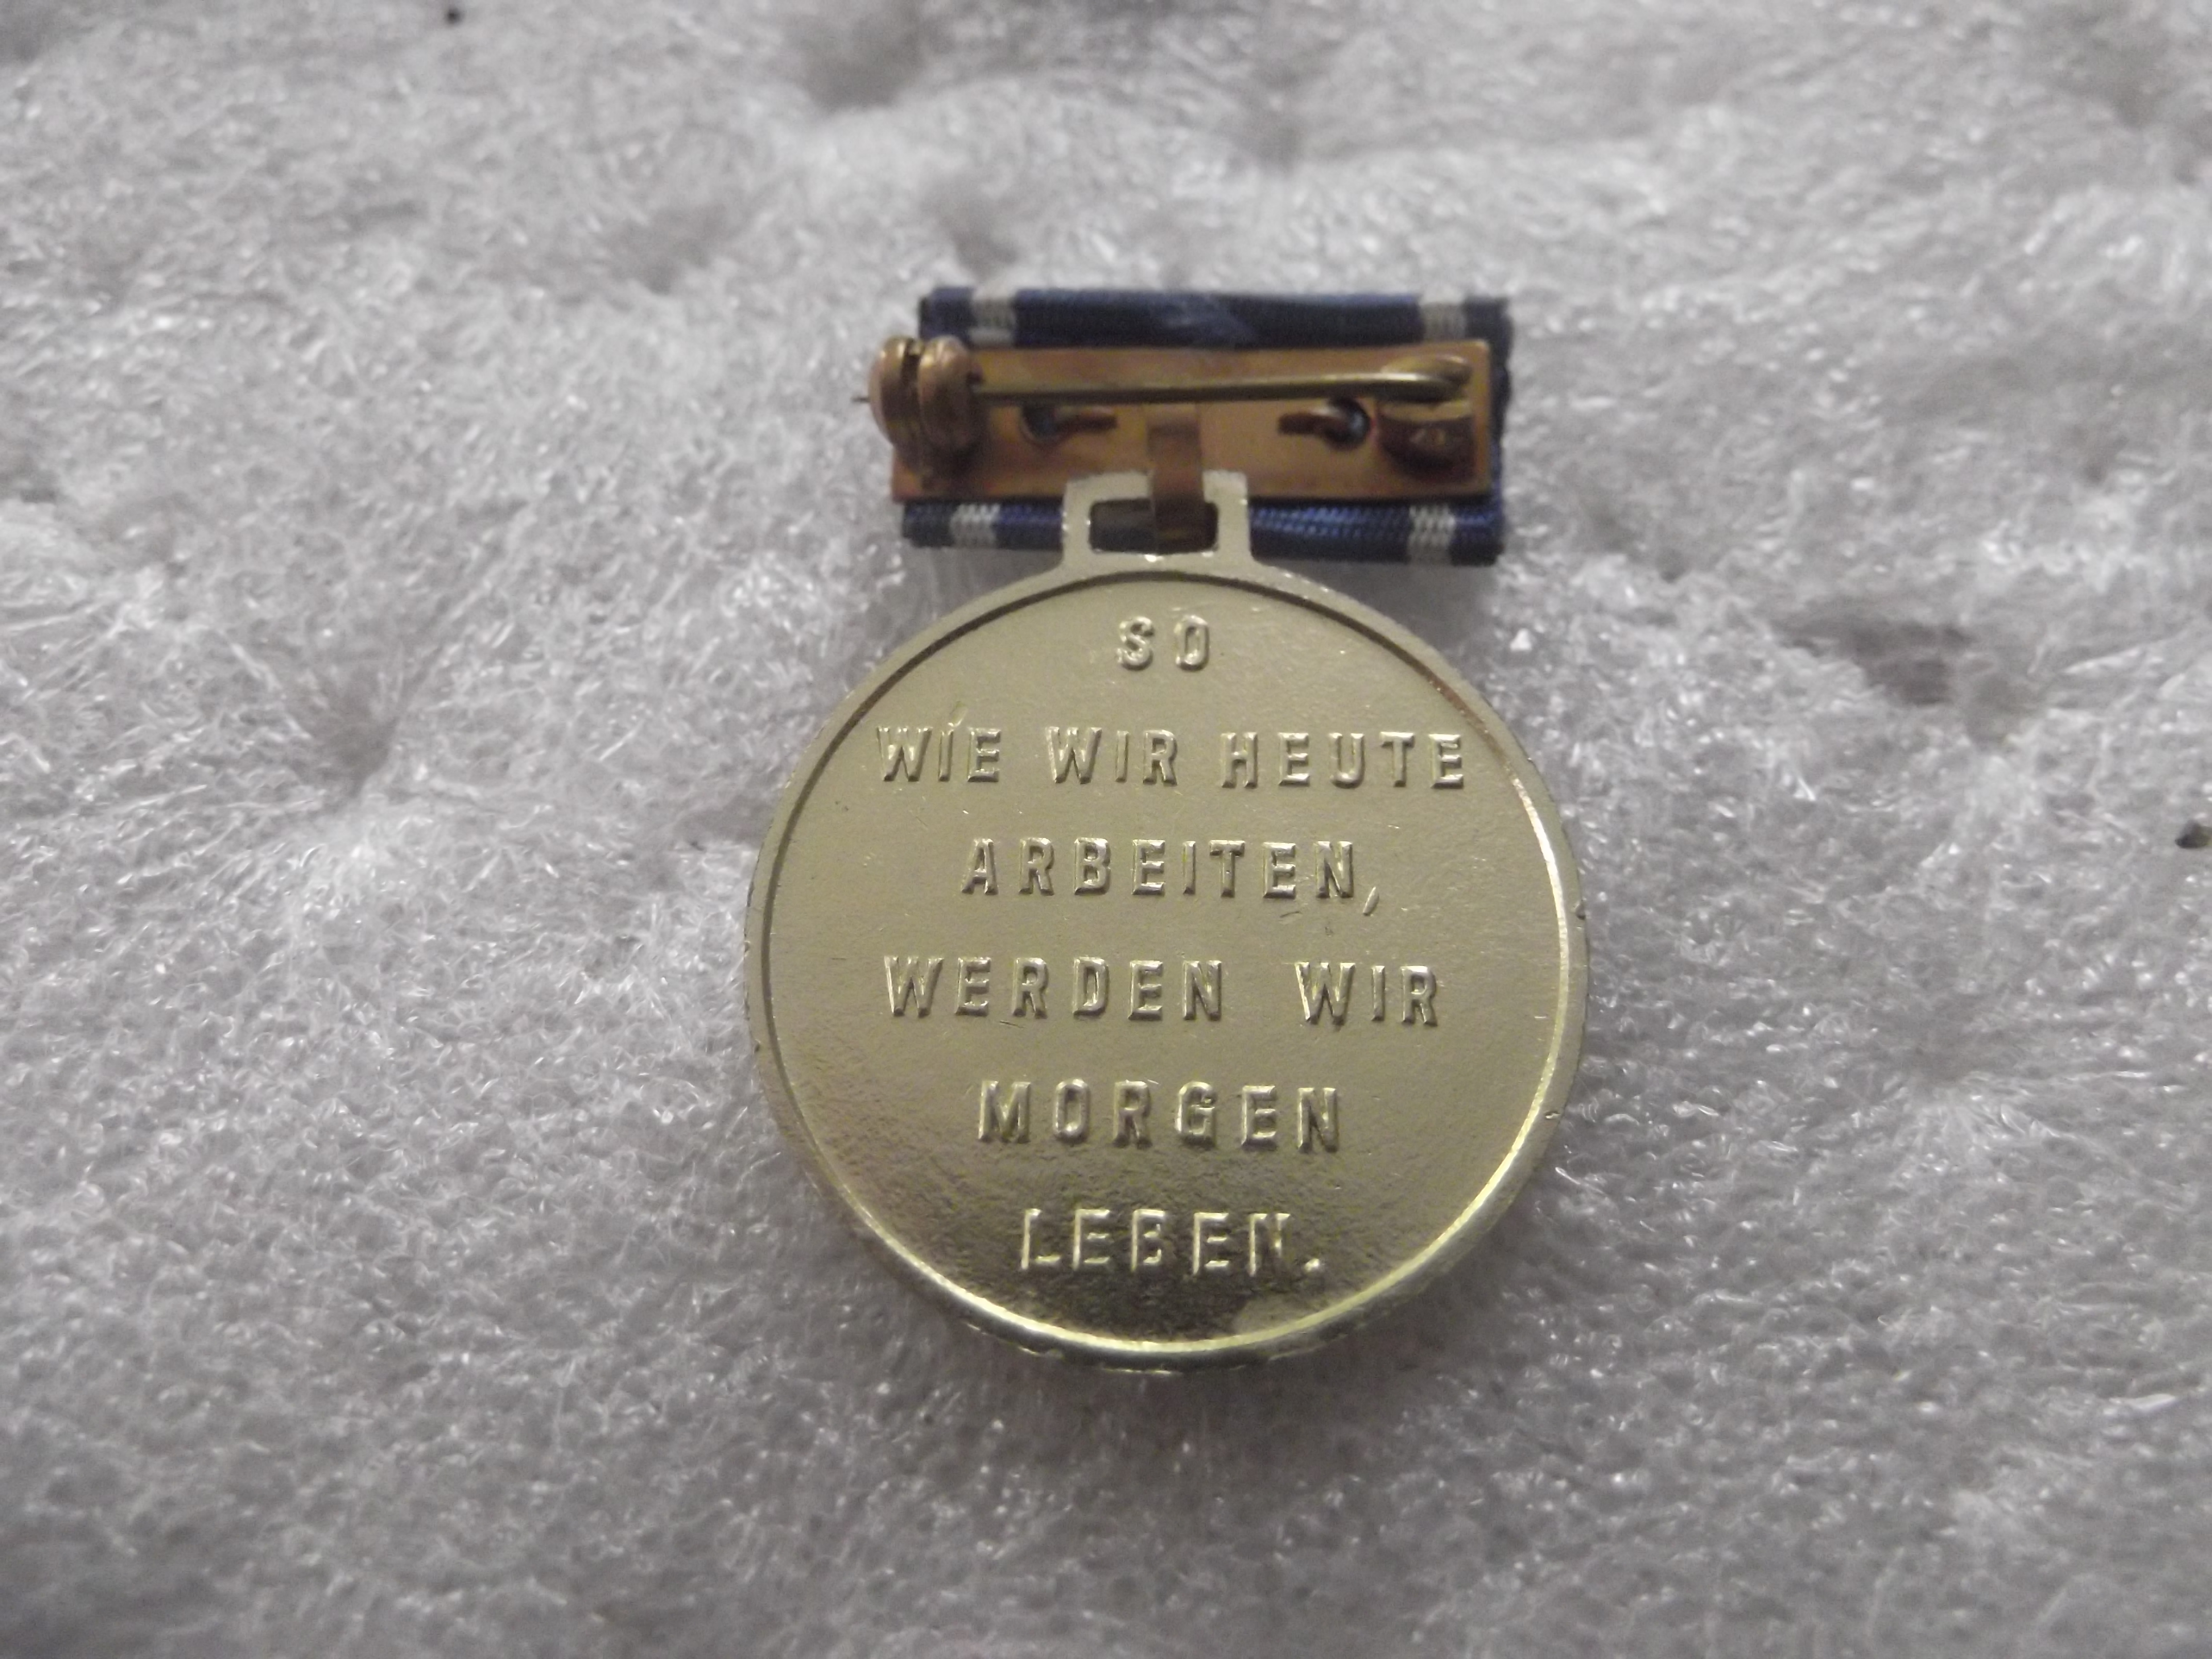 SO
WIE WIR HEUTE
ARBEITEN,
WERDEN WIR
MORGEN
LEBEN.